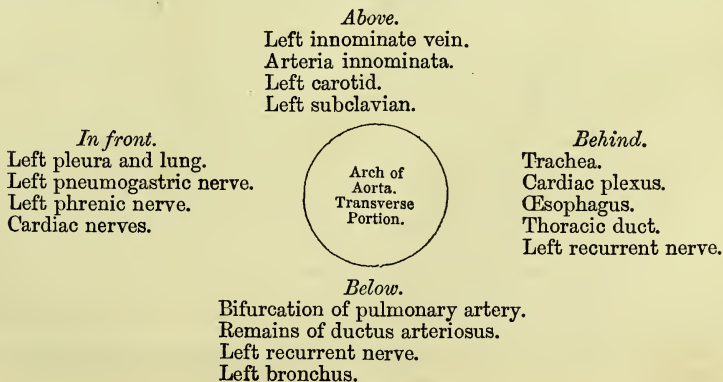 Above.
Left innominate vein.
Arteria innominata.
Left carotid.
Left subclavian.
In front.
Left pleura and lung.
Left pneumogastric nerve.
Left phrenic nerve.
Cardiac nerves.
Arch of
Aorta.
Transverse
Portion.
Behind.
Trachea.
Cardiac plexus.
Œsophagus.
Thoracic duct.
Left recurrent nerve.
Below.
Bifurcation of pulmonary artery.
Remains of ductus arteriosus.
Left recurrent nerve.
Left bronchus.